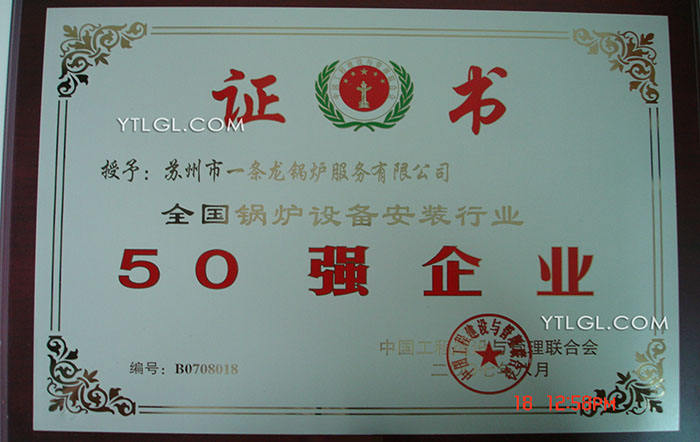 证 书
YTLGL.COM
YTLGL.COM
授予：苏州市一条龙锅炉服务有限公司
全国锅炉设备安装行业
50 强 企 业
YTLGL.COM
中国工程建设与管理联合会
编号：B0708018
18 12:58PM